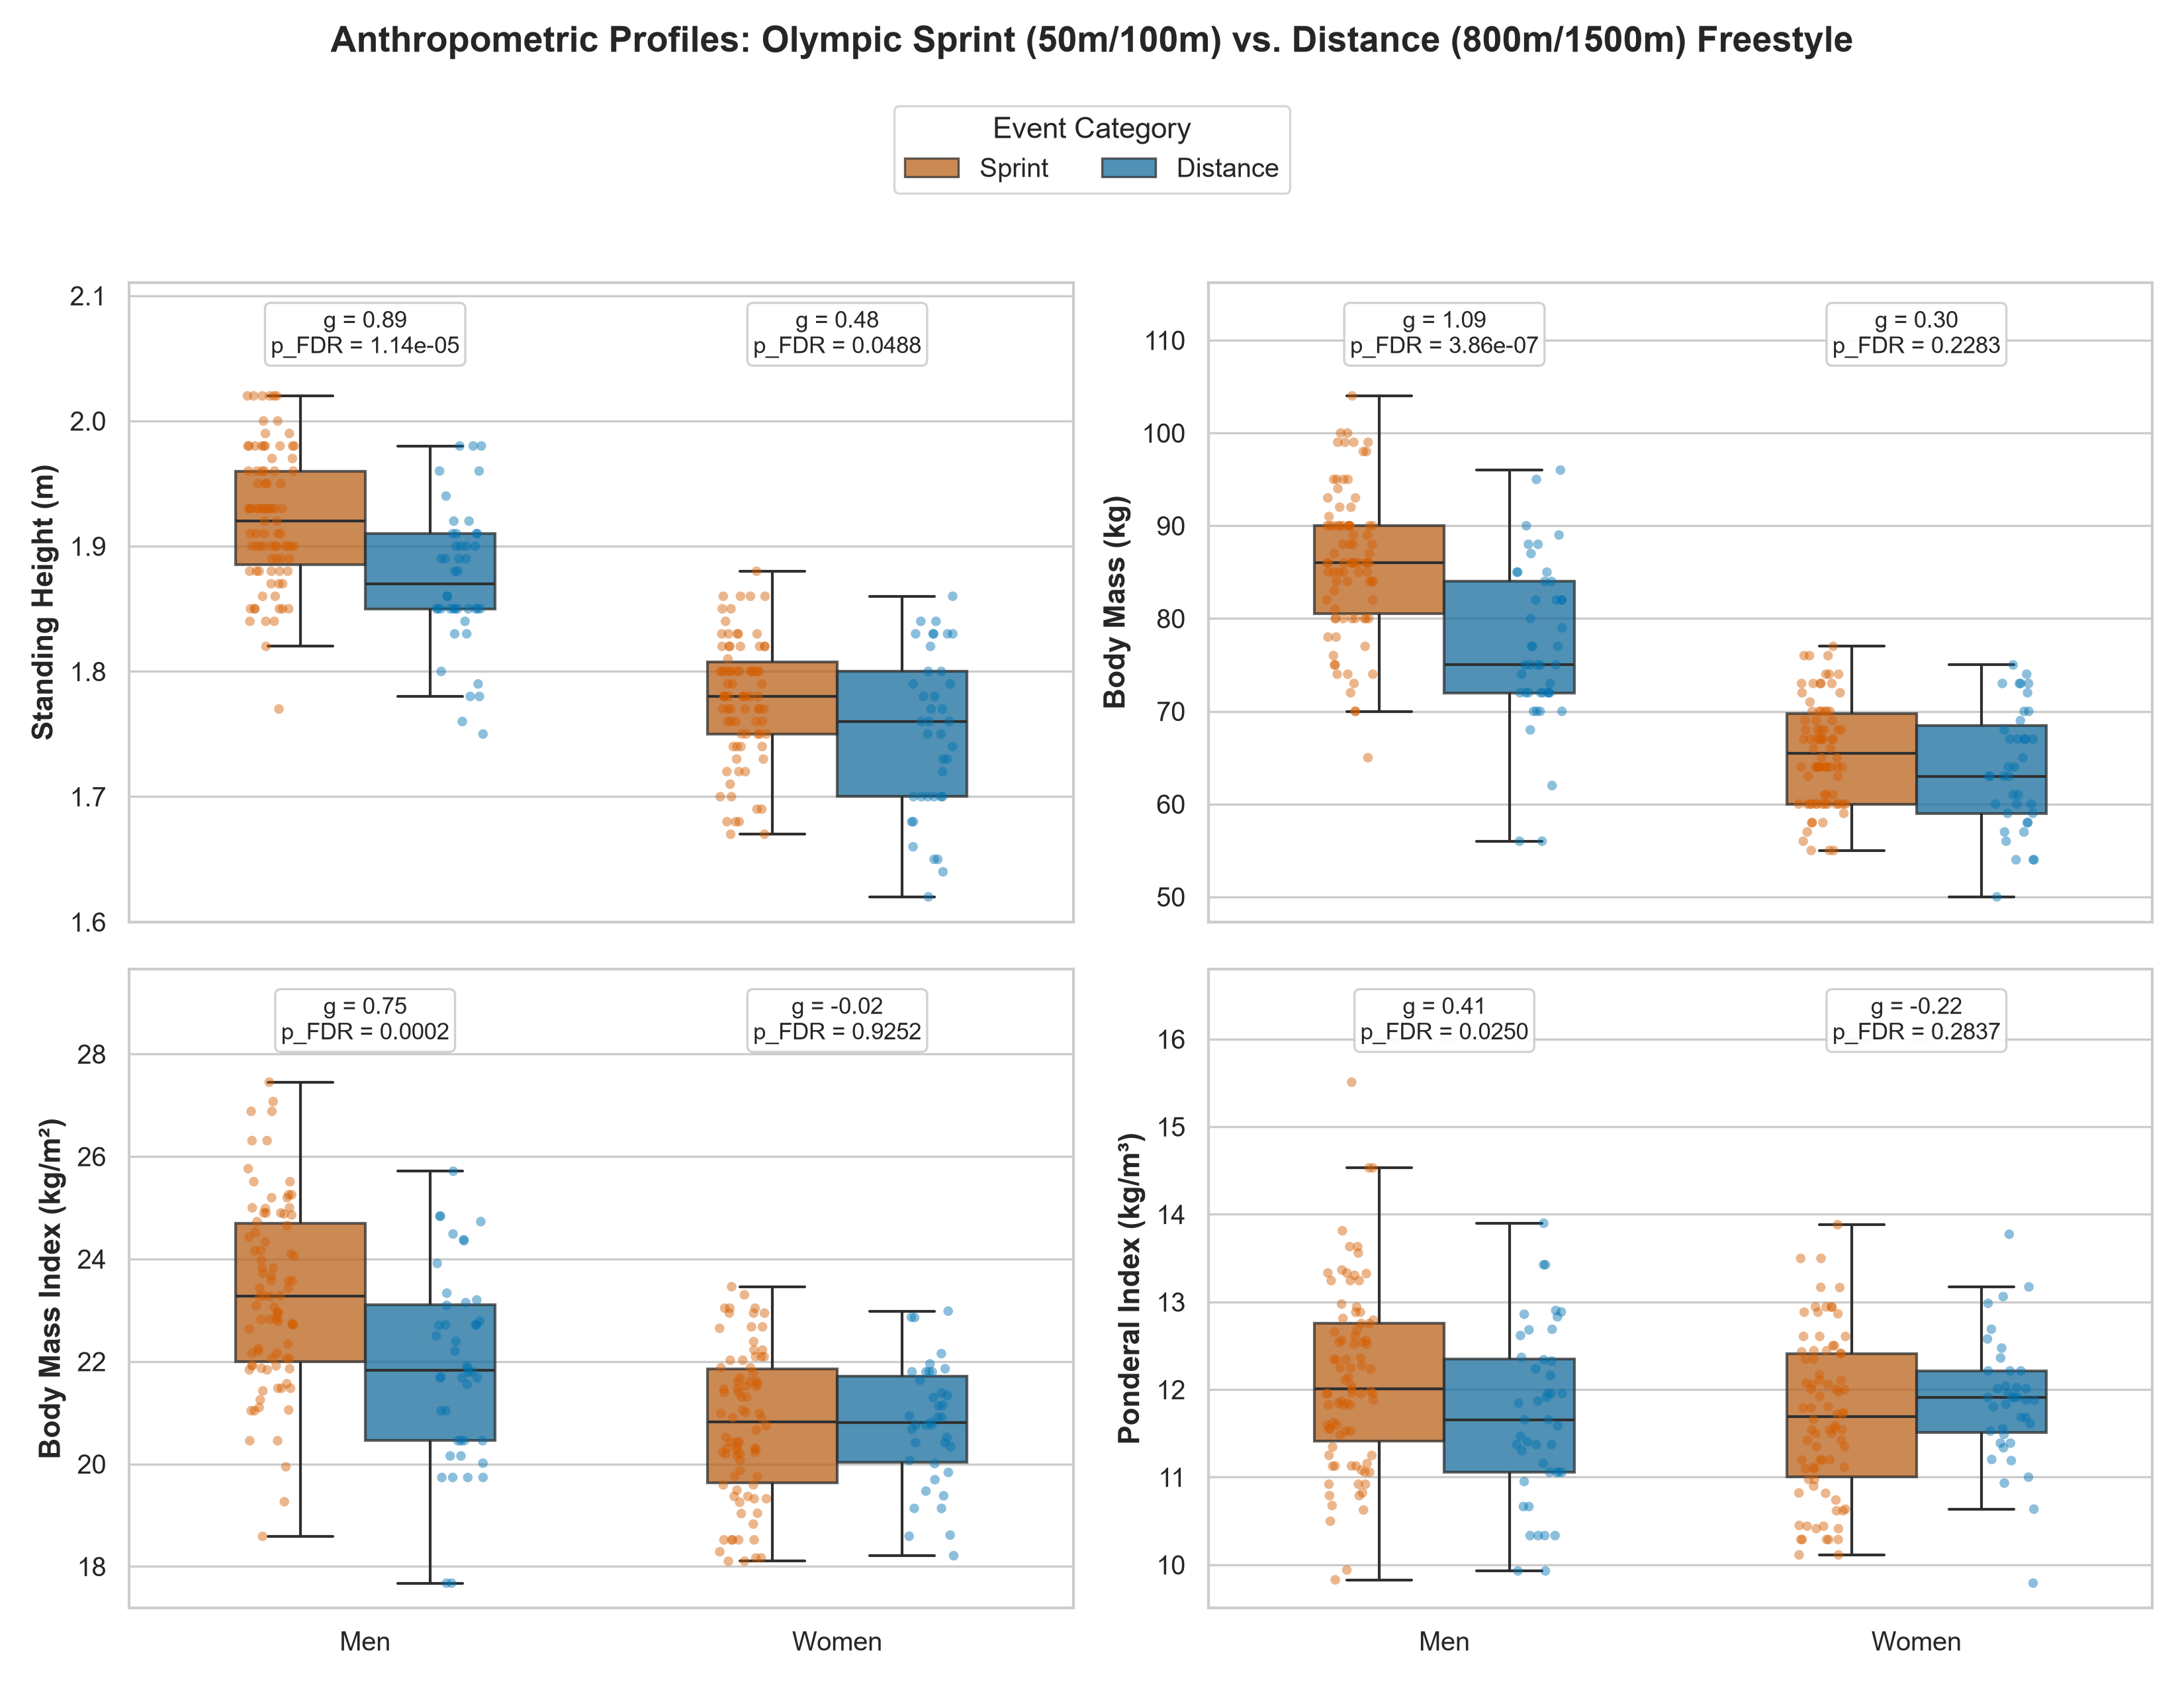 Anthropometric Profiles: Olympic Sprint (50m/100m) vs. Distance (800m/1500m) Freestyle
Event Category
Sprint
Distance
Standing Height (m)
2.1
2.0
1.9
1.8
1.7
1.6
g = 0.89
p_FDR = 1.14e-05
g = 0.48
p_FDR = 0.0488
Body Mass (kg)
110
100
90
80
70
60
50
g = 1.09
p_FDR = 3.86e-07
g = 0.30
p_FDR = 0.2283
Body Mass Index (kg/m²)
28
26
24
22
20
18
g = 0.75
p_FDR = 0.0002
g = -0.02
p_FDR = 0.9252
Men
Women
Ponderal Index (kg/m³)
16
15
14
13
12
11
10
g = 0.41
p_FDR = 0.0250
g = -0.22
p_FDR = 0.2837
Men
Women